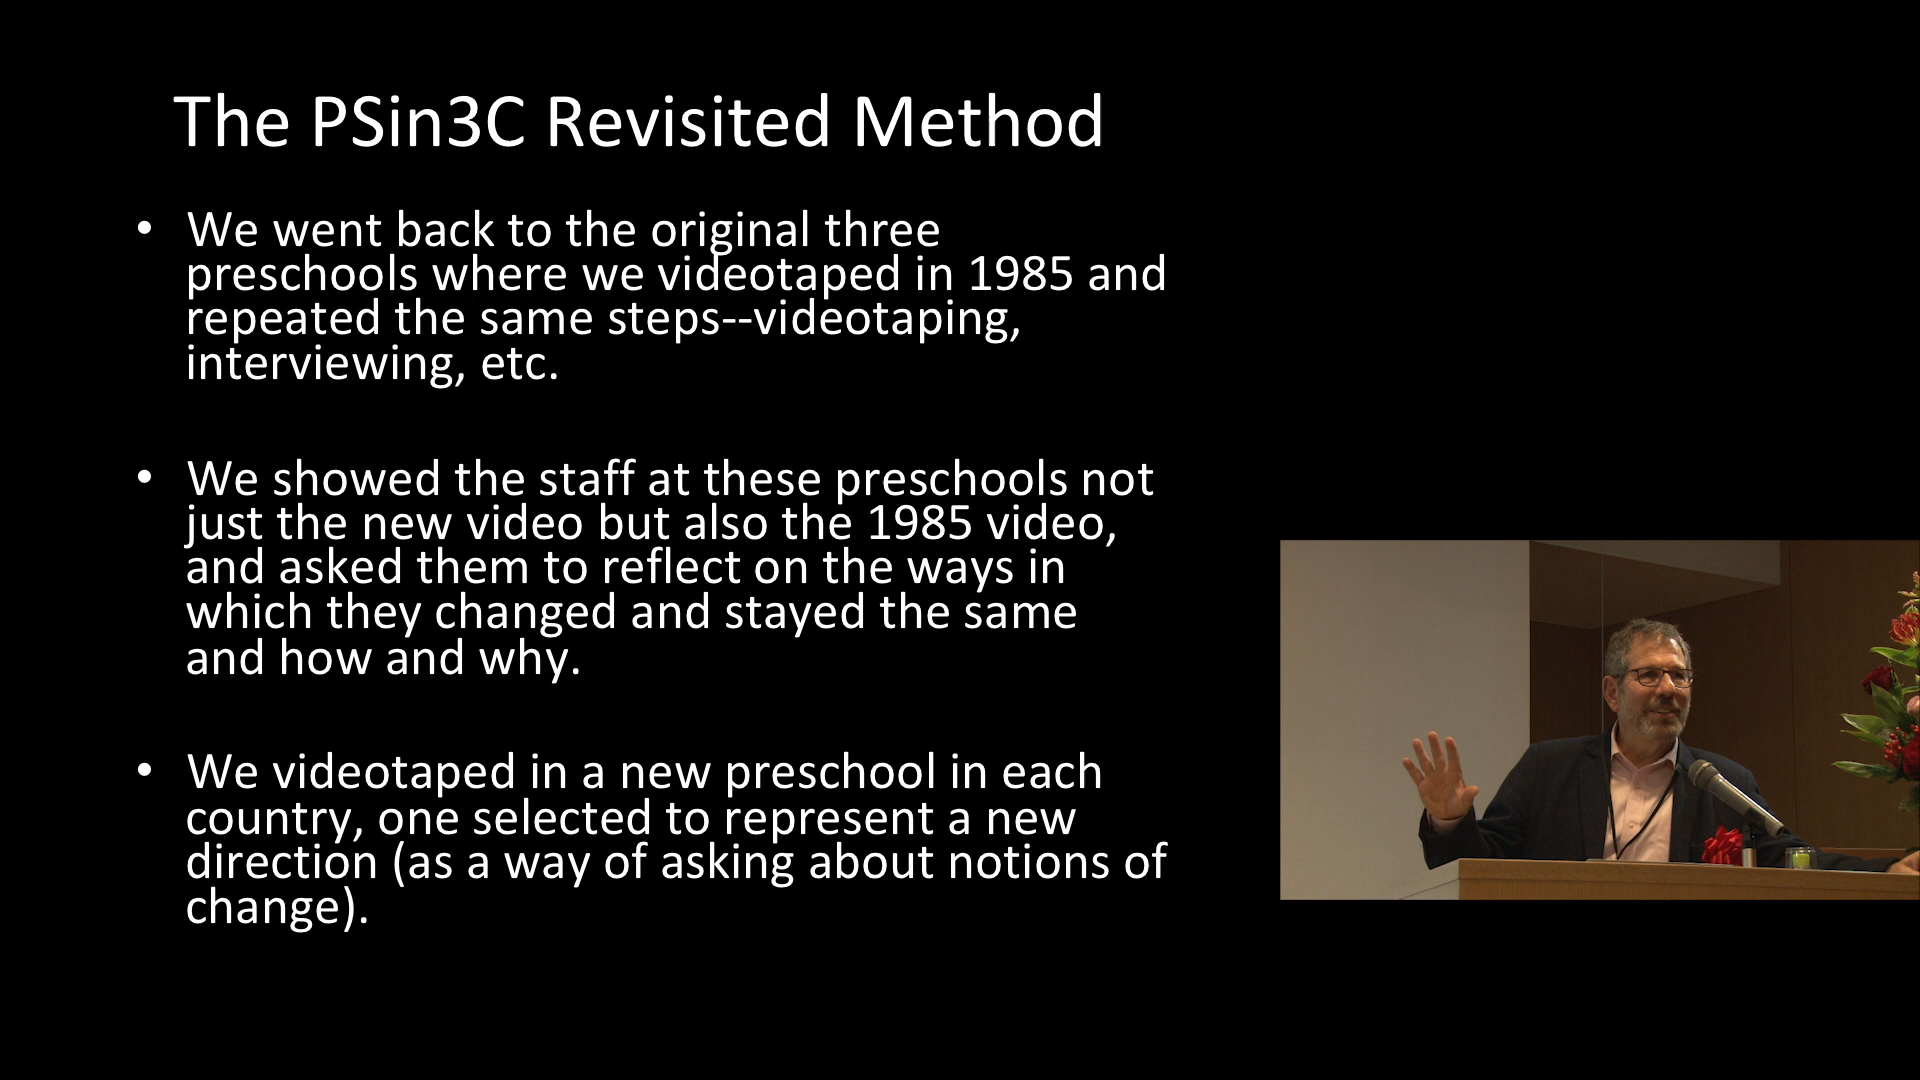 The PSin3C Revisited Method
• We went back to the original three
preschools where we videotaped in 1985 and
repeated the same steps--videotaping,
interviewing, etc.
• We showed the staff at these preschools not
just the new video but also the 1985 video,
and asked them to reflect on the ways in
which they changed and stayed the same
and how and why.
• We videotaped in a new preschool in each
country, one selected to represent a new
direction (as a way of asking about notions of
change).